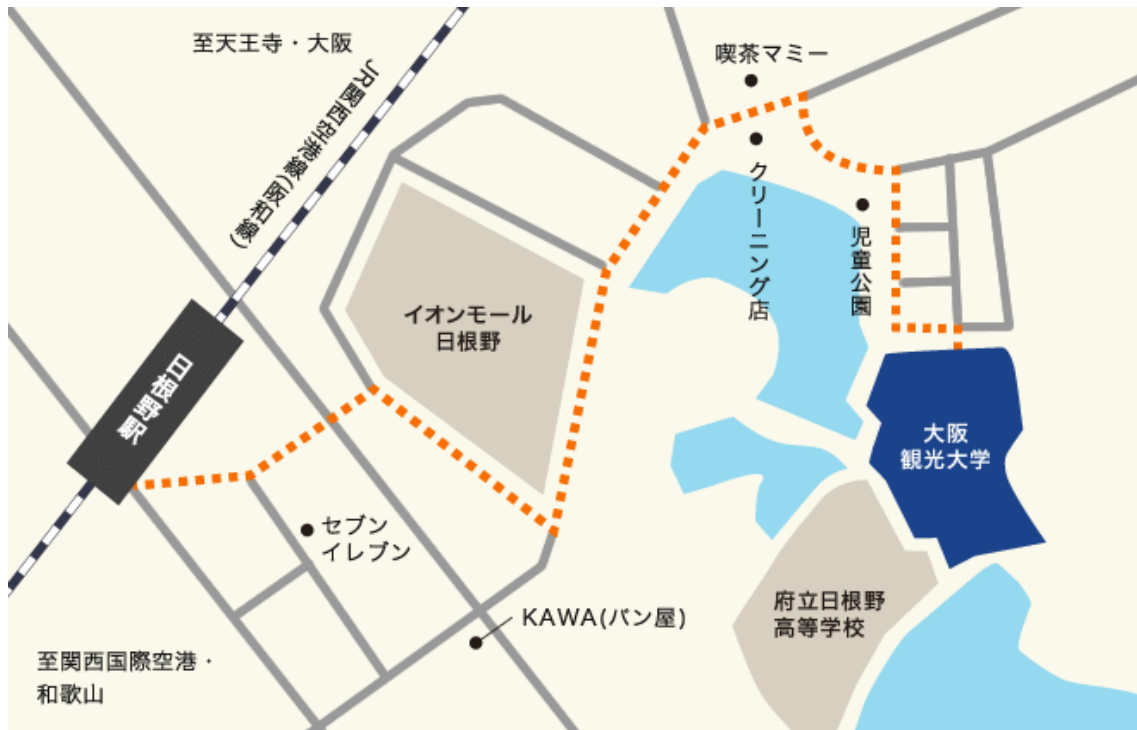 至天王寺・大阪
JR関西空港線(阪和線)
喫茶マミー
クリーニング店
児童公園
イオンモール
日根野
日根野駅
大阪
観光大学
セブン
イレブン
府立日根野
高等学校
KAWA(パン屋)
至関西国際空港・
和歌山